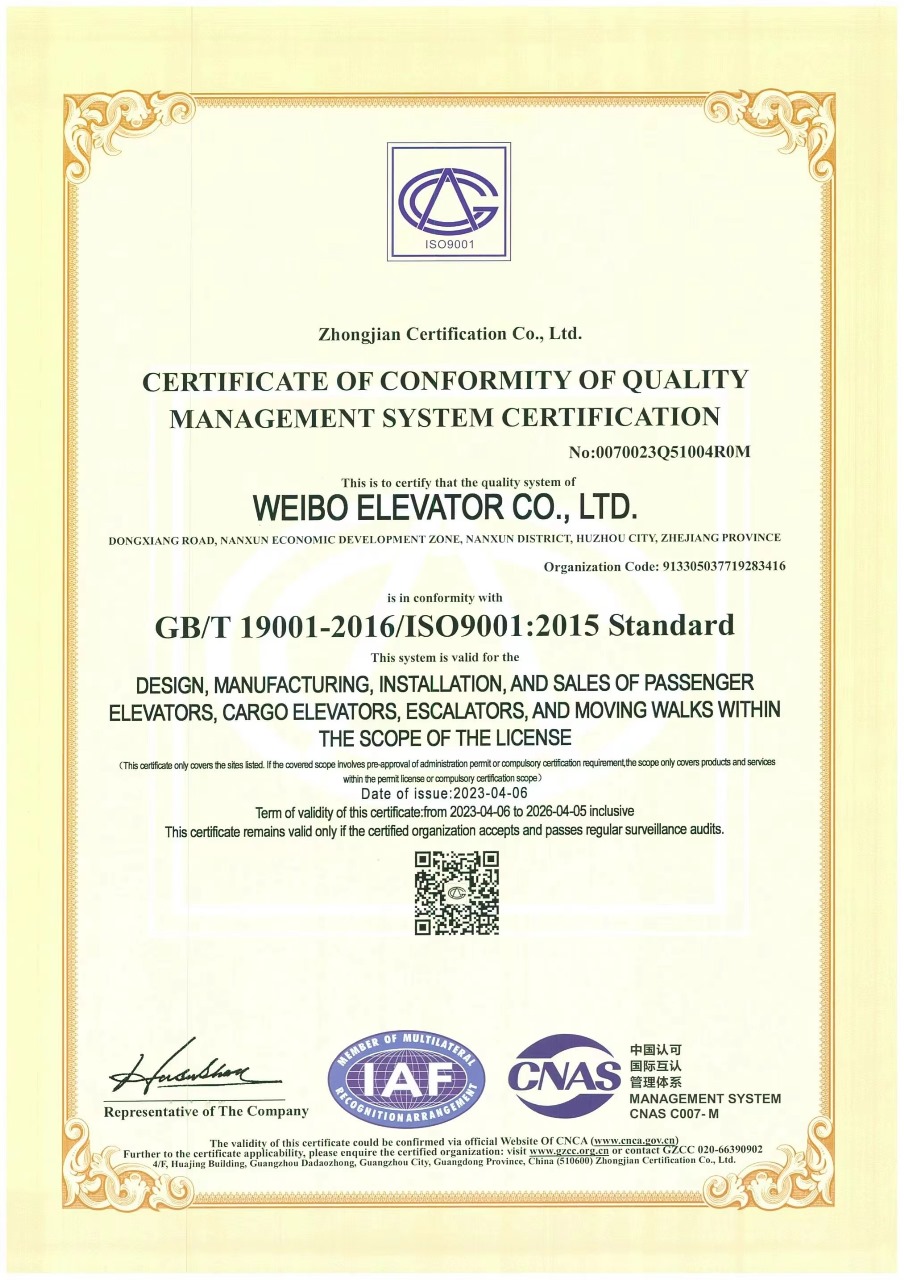 ISO9001
Zhongjian Certification Co., Ltd.
CERTIFICATE OF CONFORMITY OF QUALITY
MANAGEMENT SYSTEM CERTIFICATION
No:0070023Q51004R0M
This is to certify that the quality system of
WEIBO ELEVATOR CO., LTD.
DONGXIANG ROAD, NANXUN ECONOMIC DEVELOPMENT ZONE, NANXUN DISTRICT, HUZHOU CITY, ZHEJIANG PROVINCE
Organization Code: 913305037719283416
is in conformity with
GB/T 19001-2016/ISO9001:2015 Standard
This system is valid for the
DESIGN, MANUFACTURING, INSTALLATION, AND SALES OF PASSENGER
ELEVATORS, CARGO ELEVATORS, ESCALATORS, AND MOVING WALKS WITHIN
THE SCOPE OF THE LICENSE
(This certificate only covers the sites listed. If the covered scope involves pre-approval of administration permit or compulsory certification requirement,the scope only covers products and services
within the permit license or compulsory certification scope)
Date of issue:2023-04-06
Term of validity of this certificate:from 2023-04-06 to 2026-04-05 inclusive
This certificate remains valid only if the certified organization accepts and passes regular surveillance audits.
Representative of The Company
MEMBER OF MULTILATERAL
IAF
RECOGNITION ARRANGEMENT
CNAS
中国认可
国际互认
管理体系
MANAGEMENT SYSTEM
CNAS C007-M
The validity of this certificate could be confirmed via official Website Of CNCA (www.cnca.gov.cn)
Further to the certificate applicability, please enquire the certified organization: visit www.gzcc.org.cn or contact GZCC 020-66390902
4/F, Huajing Building, Guangzhou Dadaozhong, Guangzhou City, Guangdong Province, China (510600) Zhongjian Certification Co., Ltd.